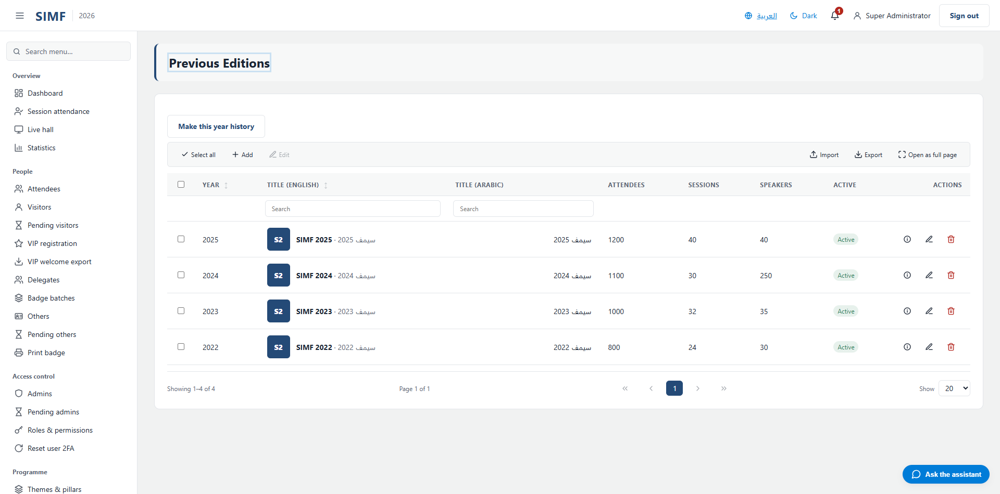 SIMF 2026
العربية Dark 1 Super Administrator Sign out
Search menu...
Overview
Dashboard
Session attendance
Live hall
Statistics
People
Attendees
Visitors
Pending visitors
VIP registration
VIP welcome export
Delegates
Badge batches
Others
Pending others
Print badge
Access control
Admins
Pending admins
Roles & permissions
Reset user 2FA
Programme
Themes & pillars
Previous Editions
Make this year history
Select all Add Edit Import Export Open as full page
YEAR TITLE (ENGLISH) TITLE (ARABIC) ATTENDEES SESSIONS SPEAKERS ACTIVE ACTIONS
Search Search
2025 S2 SIMF 2025 · سيمف 2025 سيمف 2025 1200 40 40 Active
2024 S2 SIMF 2024 · سيمف 2024 سيمف 2024 1100 30 250 Active
2023 S2 SIMF 2023 · سيمف 2023 سيمف 2023 1000 32 35 Active
2022 S2 SIMF 2022 · سيمف 2022 سيمف 2022 800 24 30 Active
Showing 1–4 of 4 Page 1 of 1 « ‹ 1 › » Show 20
Ask the assistant